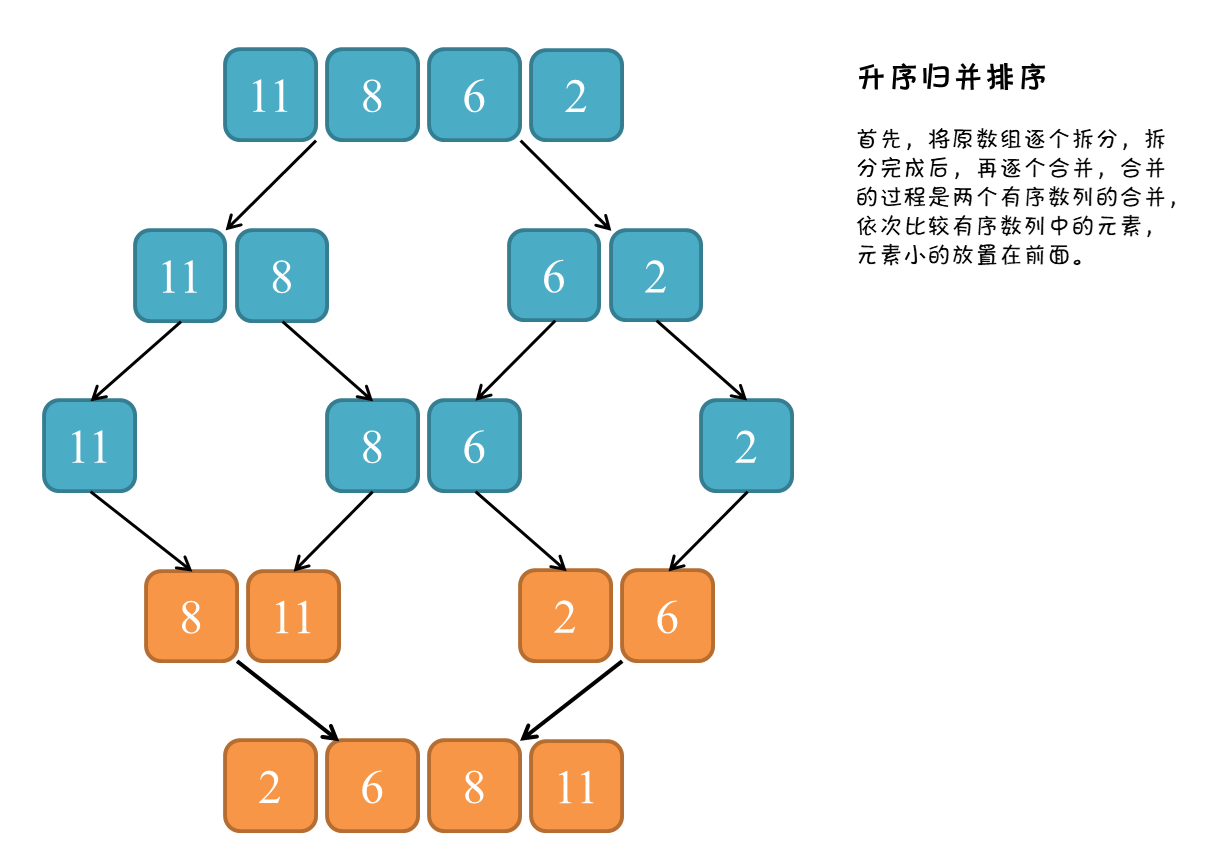 升序归并排序
首先，将原数组逐个拆分，拆
分完成后，再逐个合并，合并
的过程是两个有序数列的合并，
依次比较有序数列中的元素，
元素小的放置在前面。
11 8 6 2
11 8 6 2
11 8 6 2
8 11 2 6
2 6 8 11